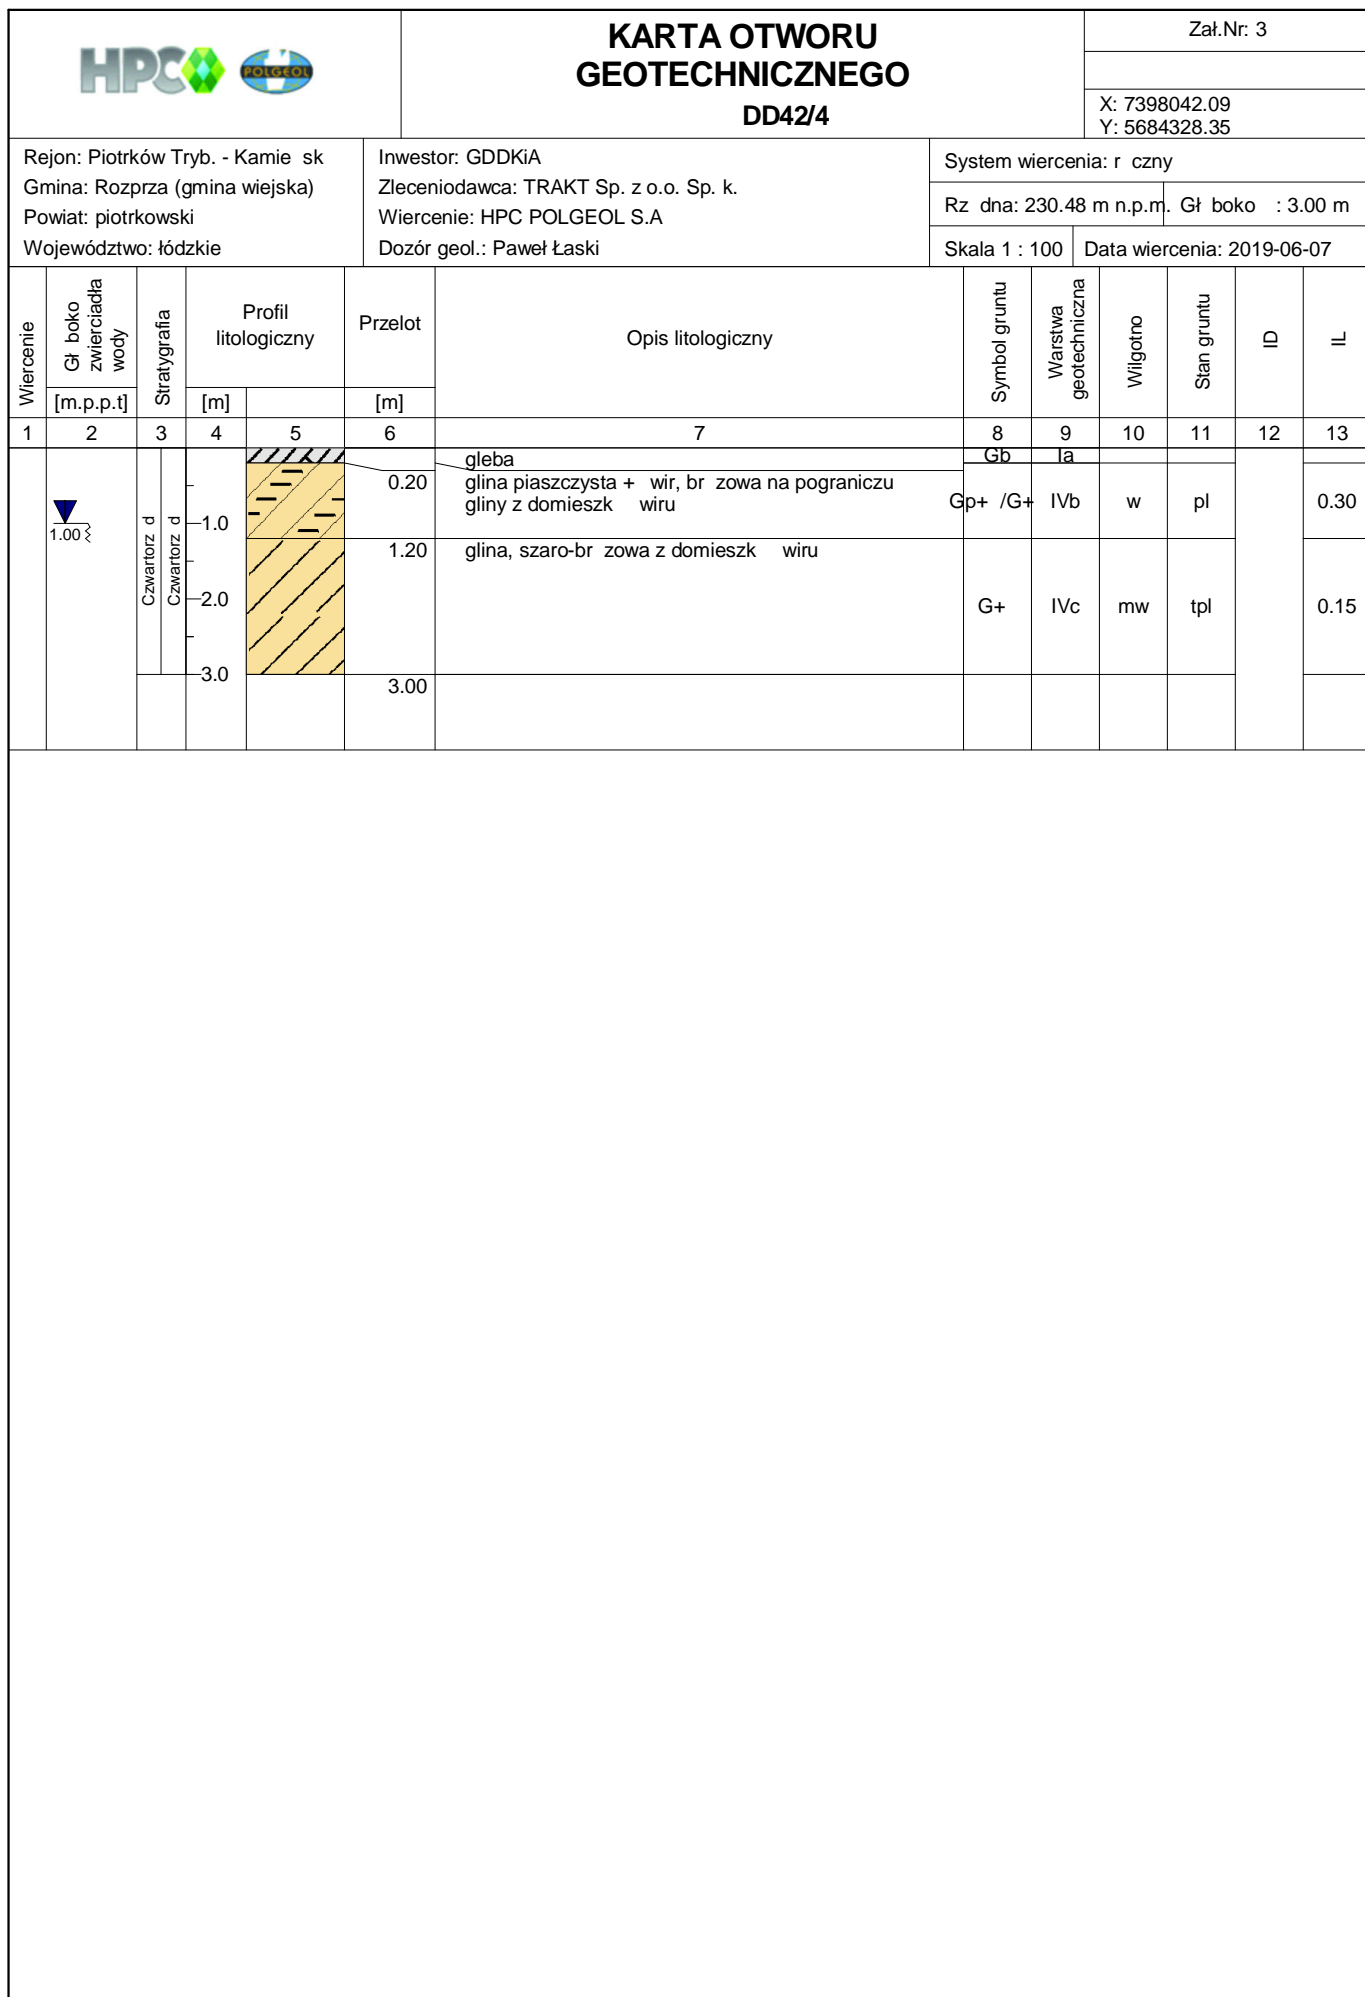 HPC POLGEOL
KARTA OTWORU
GEOTECHNICZNEGO
DD42/4
Zał.Nr: 3
X: 7398042.09
Y: 5684328.35
Rejon: Piotrków Tryb. - Kamie sk
Gmina: Rozprza (gmina wiejska)
Powiat: piotrkowski
Województwo: łódzkie
Inwestor: GDDKiA
Zleceniodawca: TRAKT Sp. z o.o. Sp. k.
Wiercenie: HPC POLGEOL S.A
Dozór geol.: Paweł Łaski
System wiercenia: r czny
Rz dna: 230.48 m n.p.m. Gł boko : 3.00 m
Skala 1 : 100 Data wiercenia: 2019-06-07
Wiercenie
Gł boko
zwierciadła
wody
[m.p.p.t]
Stratygrafia
Profil
litologiczny
[m]
Przelot
[m]
Opis litologiczny
Symbol gruntu
Warstwa
geotechniczna
Wilgotno
Stan gruntu
ID
IL
1 2 3 4 5 6 7 8 9 10 11 12 13
gleba Gb Ia
0.20 glina piaszczysta + wir, br zowa na pograniczu
gliny z domieszk wiru
Gp+ /G+ IVb w pl 0.30
1.00
Czwartorz d
Czwartorz d
1.0
2.0
3.0
1.20 glina, szaro-br zowa z domieszk wiru
G+ IVc mw tpl 0.15
3.00